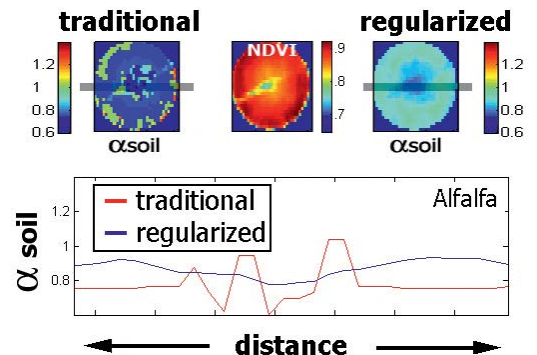 traditional
regularized
NDVI
1.2
1
0.8
0.6
.9
.8
.7
1.2
1
0.8
0.6
αsoil
αsoil
traditional
regularized
Alfalfa
1.2
1
0.8
α soil
distance